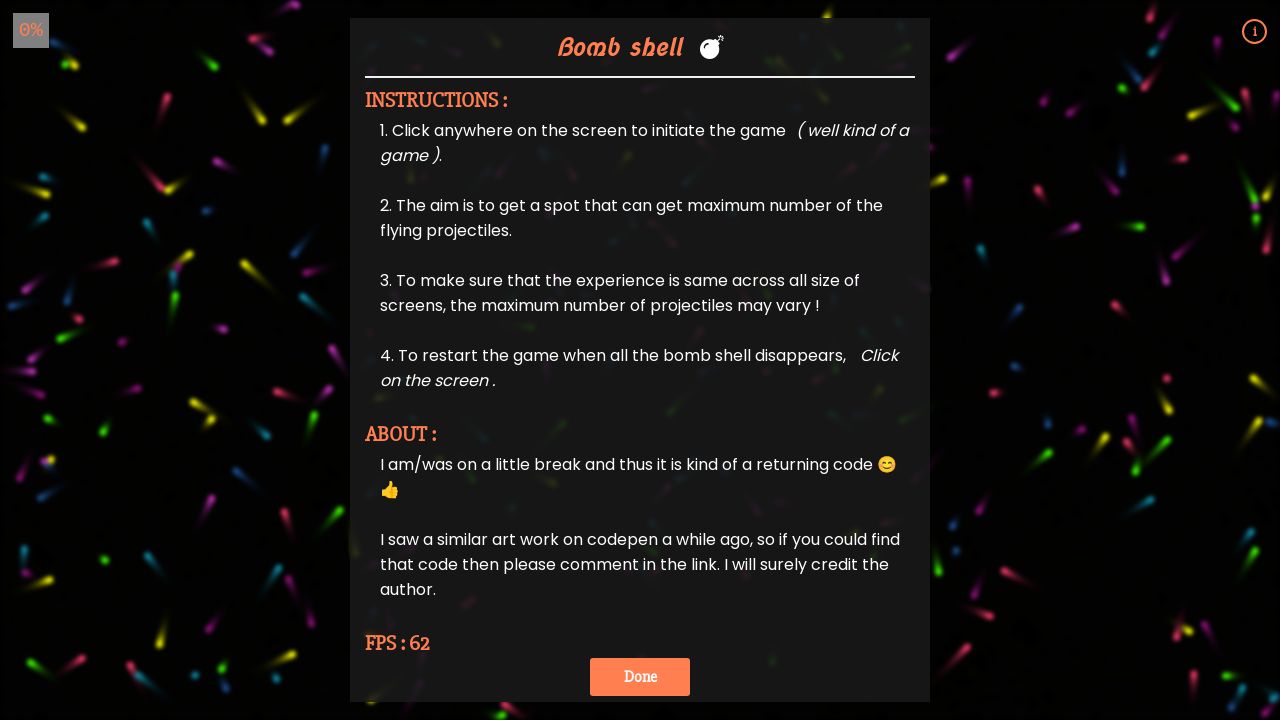 0%
i
Bomb shell 💣
INSTRUCTIONS :
1. Click anywhere on the screen to initiate the game ( well kind of a
game ).
2. The aim is to get a spot that can get maximum number of the
flying projectiles.
3. To make sure that the experience is same across all size of
screens, the maximum number of projectiles may vary !
4. To restart the game when all the bomb shell disappears, Click
on the screen .
ABOUT :
I am/was on a little break and thus it is kind of a returning code 😊
👍
I saw a similar art work on codepen a while ago, so if you could find
that code then please comment in the link. I will surely credit the
author.
FPS : 62
Done